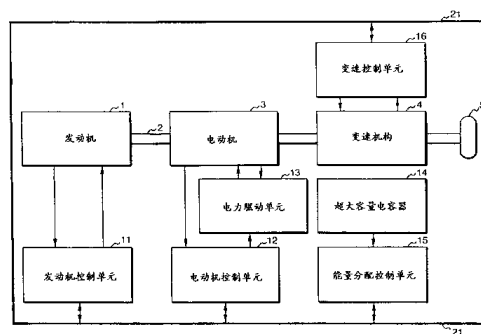 21
16
变速控制单元
1
3
4
5
发动机
2
电动机
变速机构
13
14
电力驱动单元
超大容量电容器
11
12
15
发动机控制单元
电动机控制单元
能量分配控制单元
21